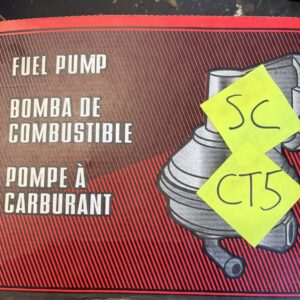 FUEL PUMP
BOMBA DE
COMBUSTIBLE
POMPE À
CARBURANT
SC
CT5